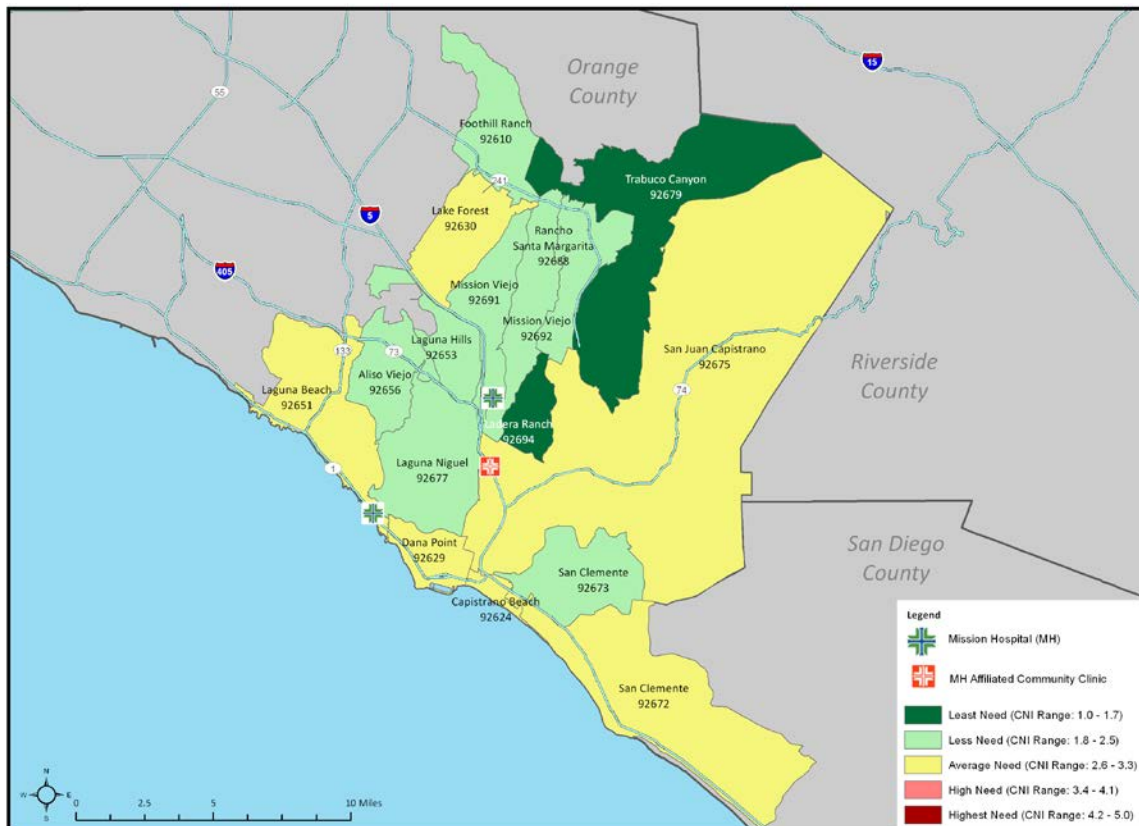 Orange
County
15
55
Foothill Ranch
92610
241
Trabuco Canyon
92679
Lake Forest
92630
5
Rancho
Santa Margarita
92688
405
Mission Viejo
92691
Mission Viejo
92692
Laguna Hills
92653
133
73
San Juan Capistrano
92675
Riverside
County
Aliso Viejo
92656
Laguna Beach
92651
74
Ladera Ranch
92694
Laguna Niguel
92677
1
Dana Point
92629
San Clemente
92673
San Diego
County
Capistrano Beach
92624
San Clemente
92672
Legend
Mission Hospital (MH)
MH Affiliated Community Clinic
Least Need (CNI Range: 1.0 - 1.7)
Less Need (CNI Range: 1.8 - 2.5)
Average Need (CNI Range: 2.6 - 3.3)
High Need (CNI Range: 3.4 - 4.1)
Highest Need (CNI Range: 4.2 - 5.0)
N
W E
S
0 2.5 5 10 Miles